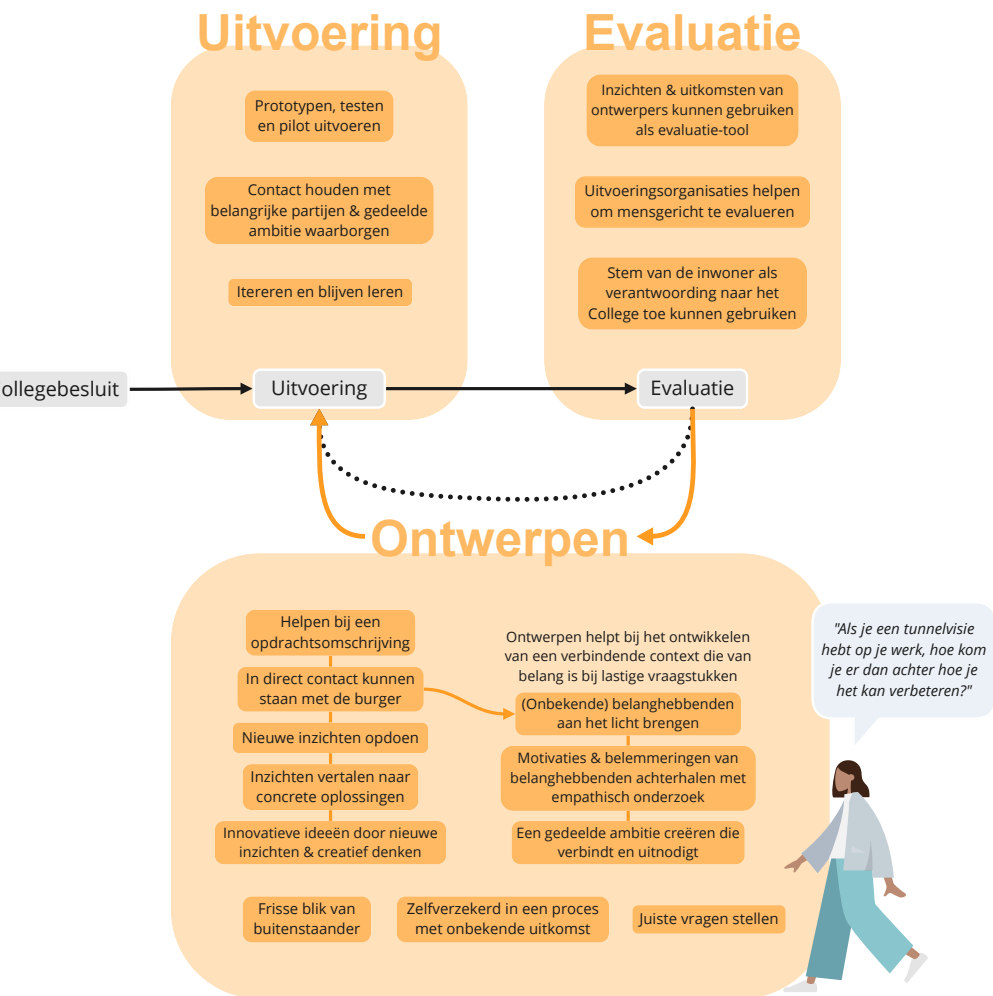 Uitvoering
Prototypen, testen
en pilot uitvoeren
Contact houden met
belangrijke partijen & gedeelde
ambitie waarborgen
Itereren en blijven leren
Evaluatie
Inzichten & uitkomsten van
ontwerpers kunnen gebruiken
als evaluatie-tool
Uitvoeringsorganisaties helpen
om mensgericht te evalueren
Stem van de inwoner als
verantwoording naar het
College toe kunnen gebruiken
ollegebesluit
Uitvoering
Evaluatie
Ontwerpen
Helpen bij een
opdrachtsomschrijving
In direct contact kunnen
staan met de burger
Nieuwe inzichten opdoen
Inzichten vertalen naar
concrete oplossingen
Innovatieve ideeën door nieuwe
inzichten & creatief denken
Ontwerpen helpt bij het ontwikkelen
van een verbindende context die van
belang is bij lastige vraagstukken
(Onbekende) belanghebbenden
aan het licht brengen
Motivaties & belemmeringen van
belanghebbenden achterhalen met
empathisch onderzoek
Een gedeelde ambitie creëren die
verbindt en uitnodigt
Frisse blik van
buitenstaander
Zelfverzekerd in een proces
met onbekende uitkomst
Juiste vragen stellen
"Als je een tunnelvisie
hebt op je werk, hoe kom
je er dan achter hoe je
het kan verbeteren?"